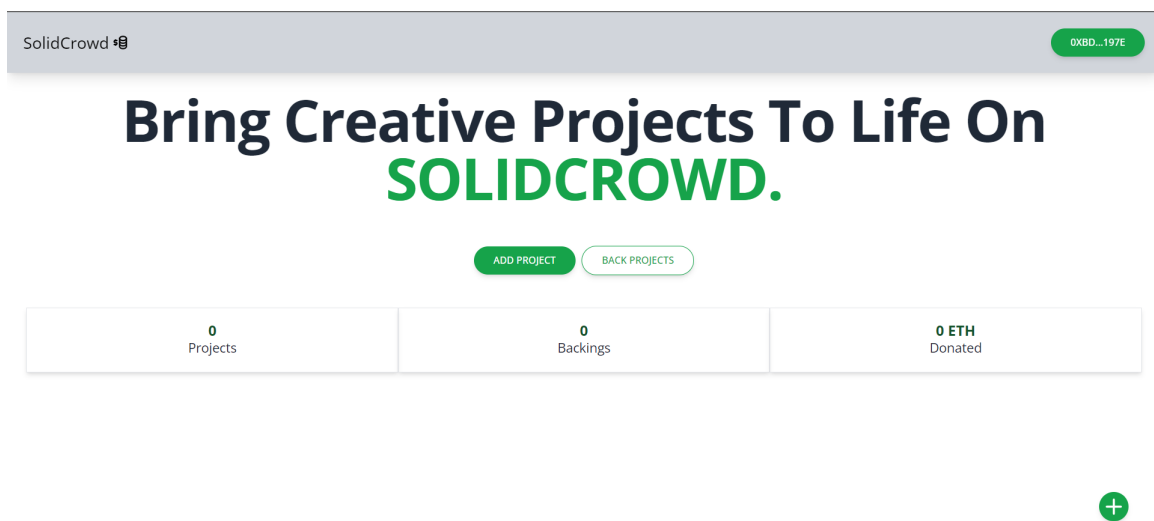 SolidCrowd
0XBD...197E
Bring Creative Projects To Life On
SOLIDCROWD.
ADD PROJECT
BACK PROJECTS
0
Projects
0
Backings
0 ETH
Donated